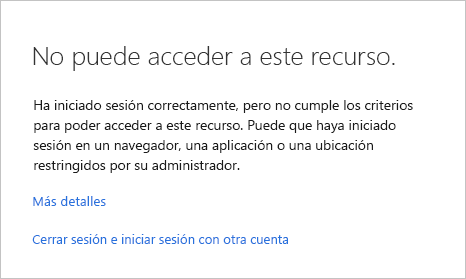 No puede acceder a este recurso.
Ha iniciado sesión correctamente, pero no cumple los criterios
para poder acceder a este recurso. Puede que haya iniciado
sesión en un navegador, una aplicación o una ubicación
restringidos por su administrador.
Más detalles
Cerrar sesión e iniciar sesión con otra cuenta